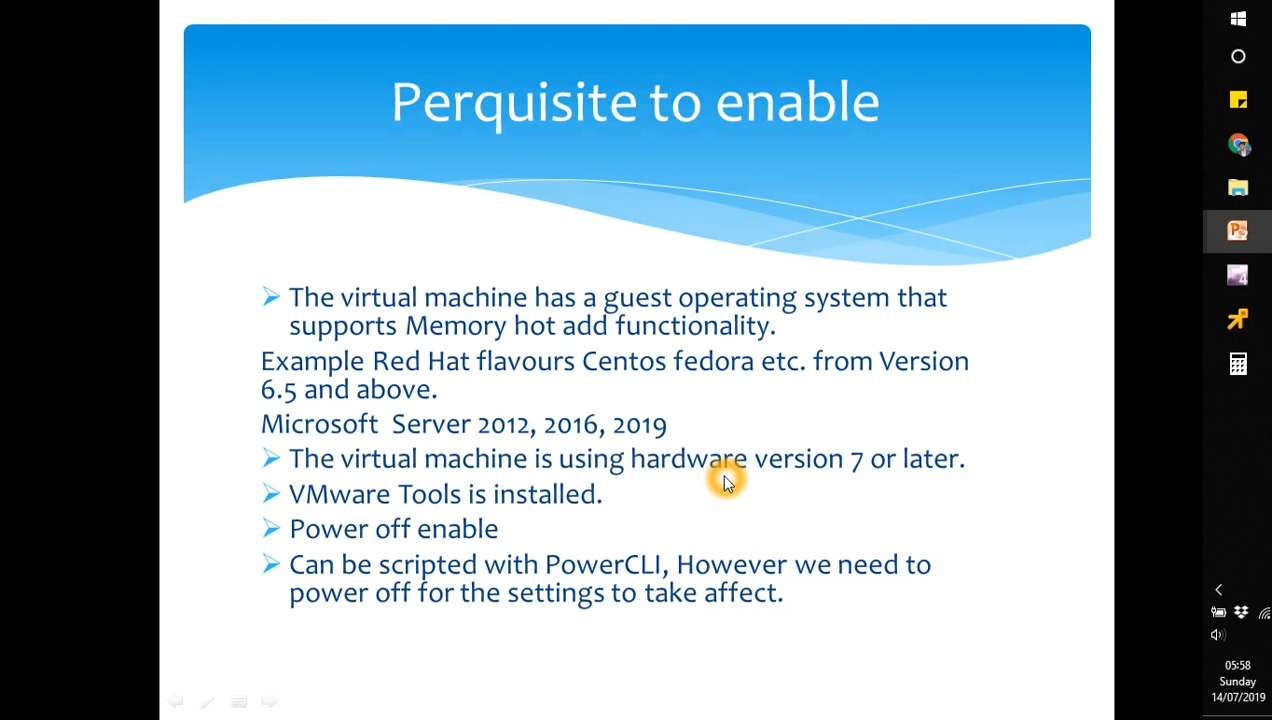 Perquisite to enable
The virtual machine has a guest operating system that
supports Memory hot add functionality.
Example Red Hat flavours Centos fedora etc. from Version
6.5 and above.
Microsoft Server 2012, 2016, 2019
The virtual machine is using hardware version 7 or later.
VMware Tools is installed.
Power off enable
Can be scripted with PowerCLI, However we need to
power off for the settings to take affect.
05:58
Sunday
14/07/2019